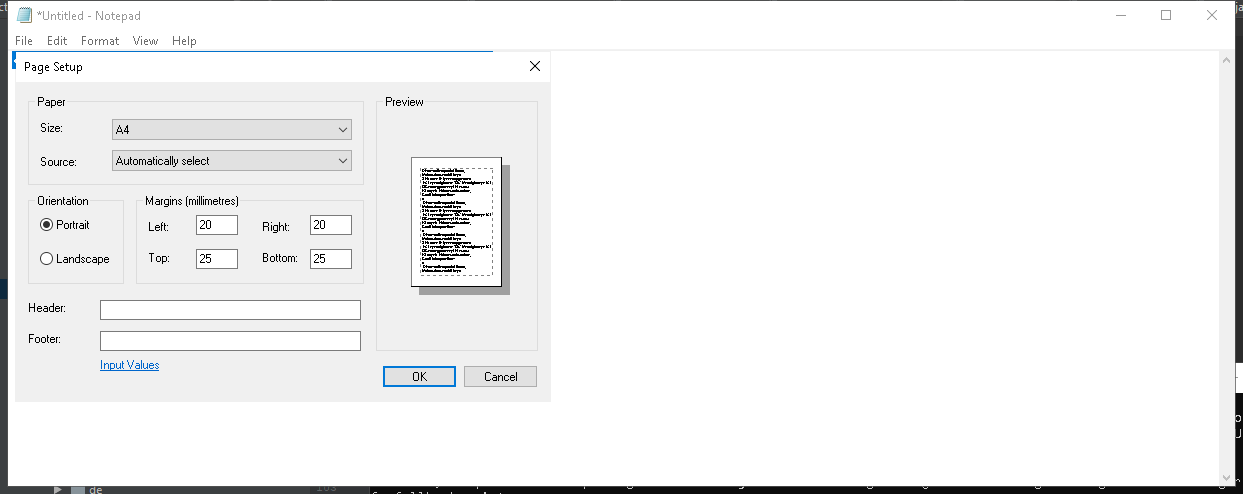 *Untitled - Notepad
File Edit Format View Help
Page Setup
Paper
Size: A4
Source: Automatically select
Orientation
Portrait
Landscape
Margins (millimetres)
Left: 20 Right: 20
Top: 25 Bottom: 25
Header:
Footer:
Input Values
Preview
OK Cancel
de